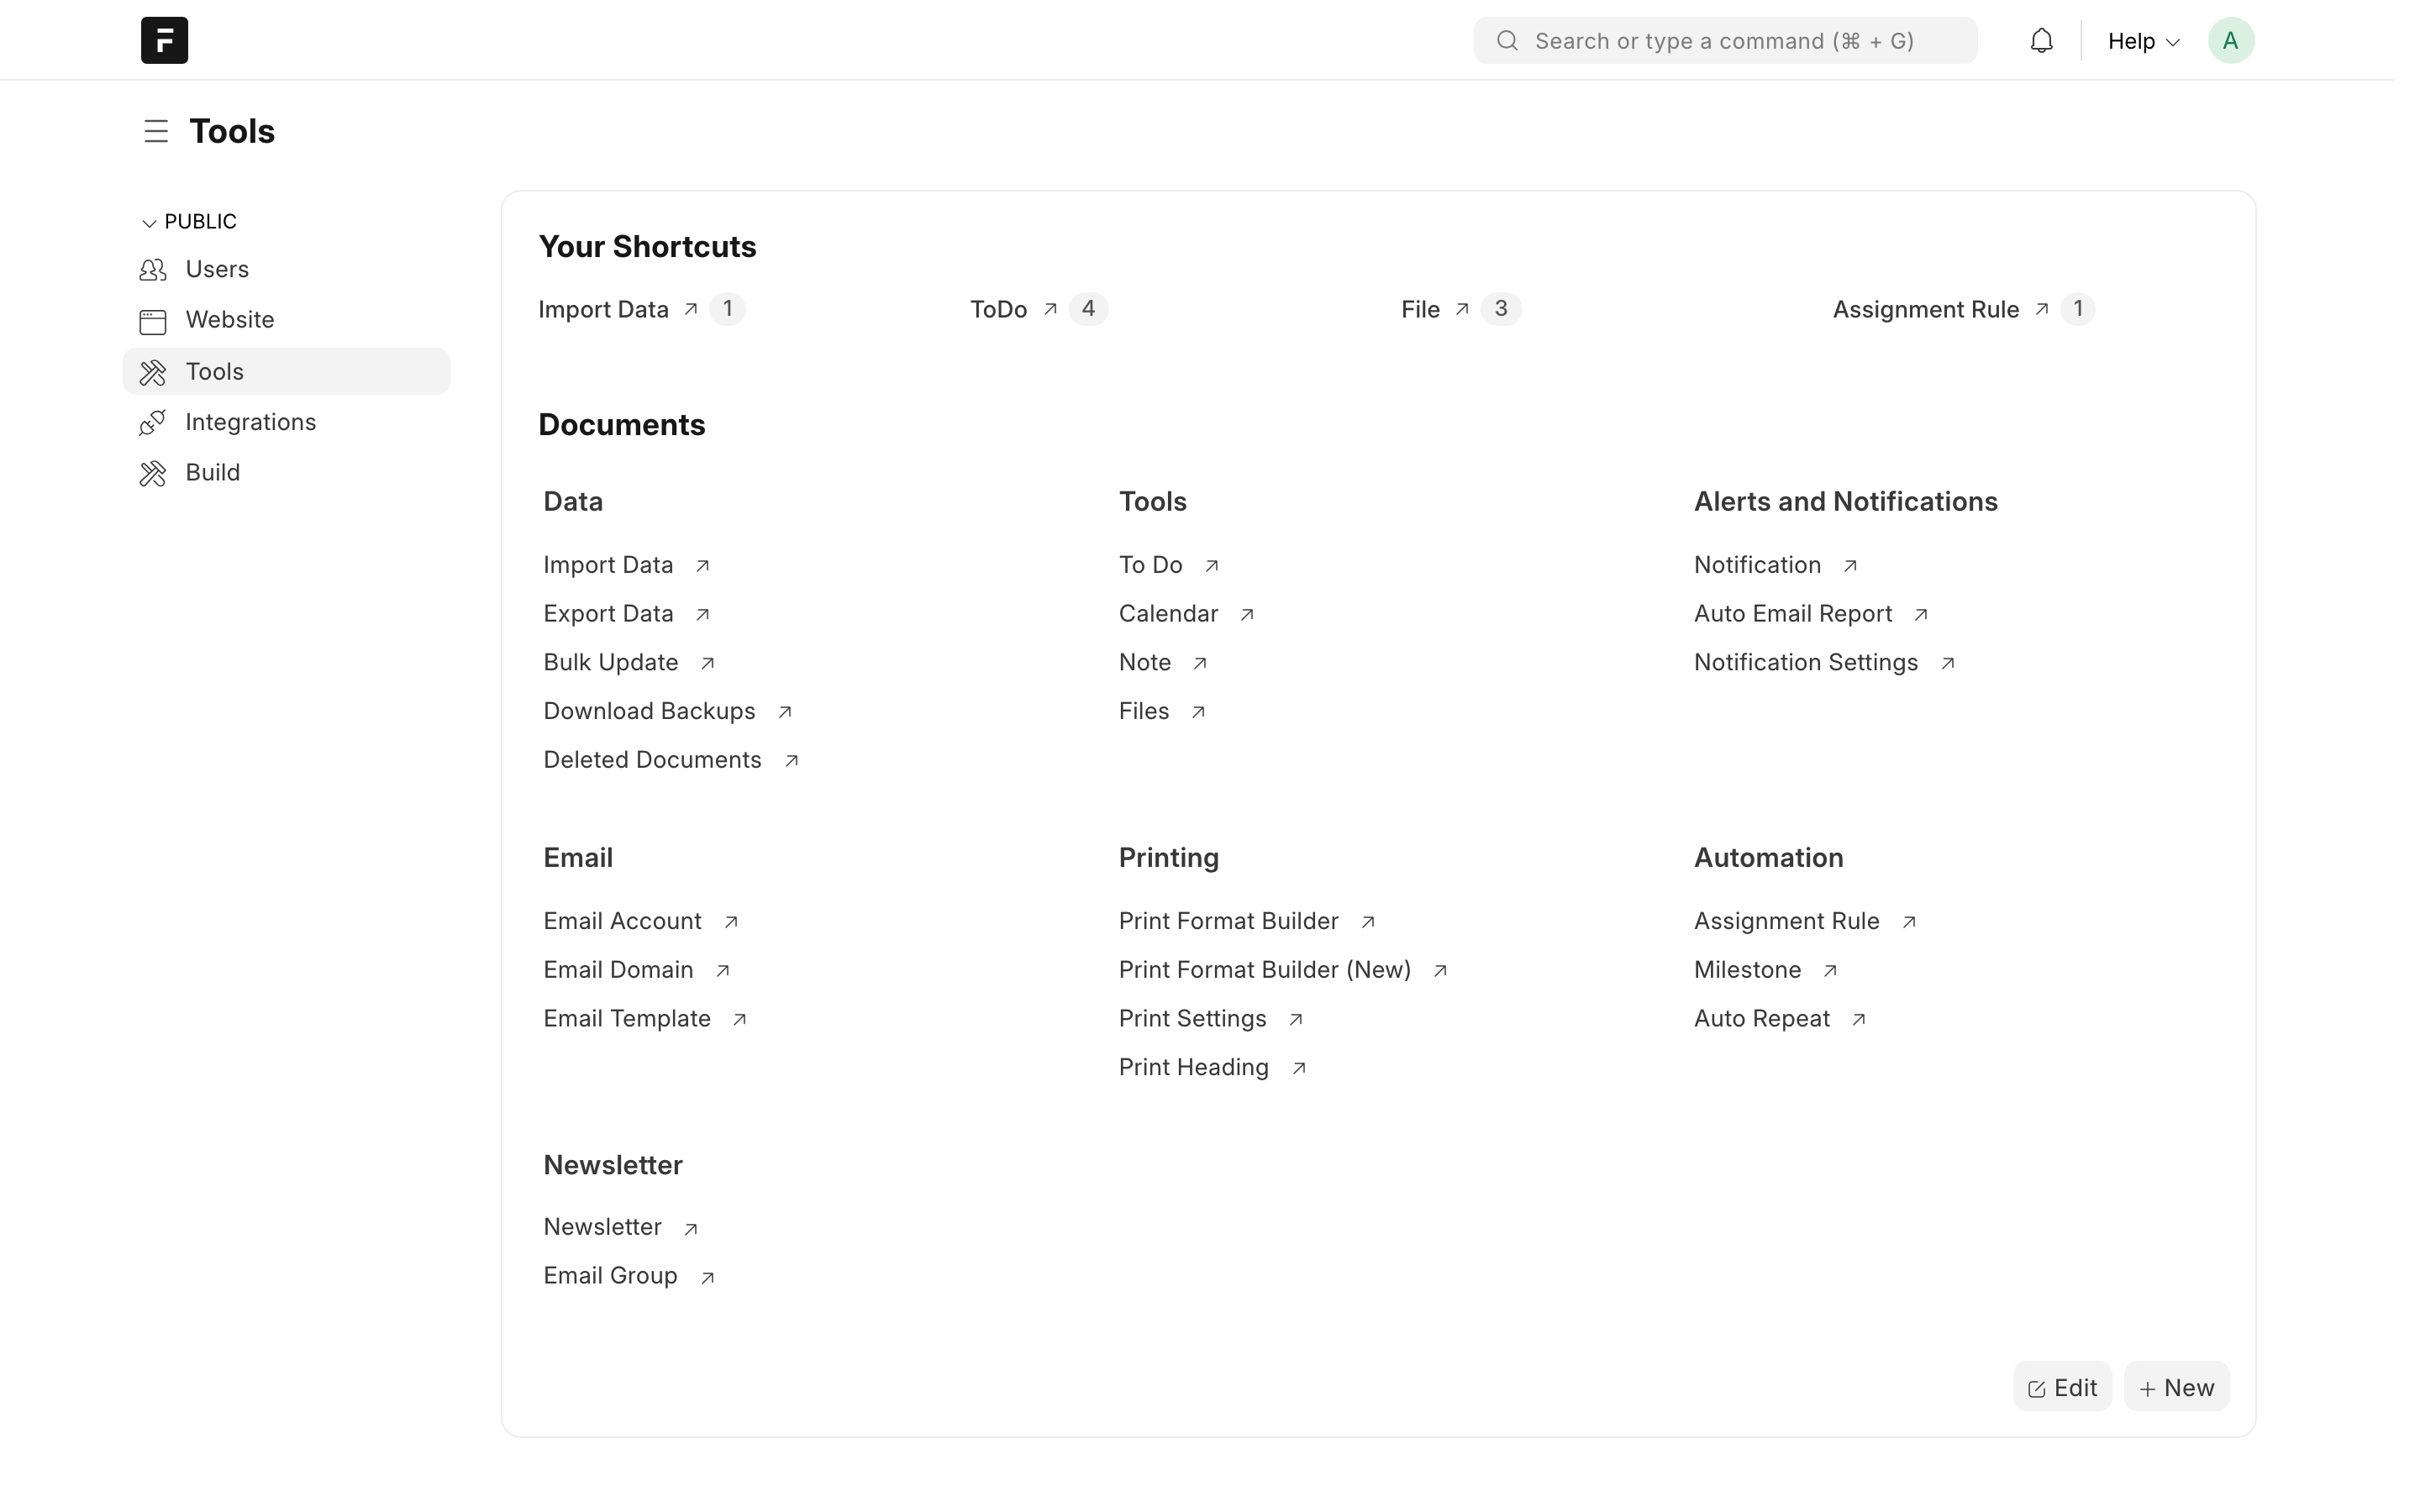 F
Search or type a command (⌘ + G)
Help
A
Tools
PUBLIC
Users
Website
Tools
Integrations
Build
Your Shortcuts
Import Data 1
ToDo 4
File 3
Assignment Rule 1
Documents
Data
Import Data
Export Data
Bulk Update
Download Backups
Deleted Documents
Tools
To Do
Calendar
Note
Files
Alerts and Notifications
Notification
Auto Email Report
Notification Settings
Email
Email Account
Email Domain
Email Template
Printing
Print Format Builder
Print Format Builder (New)
Print Settings
Print Heading
Automation
Assignment Rule
Milestone
Auto Repeat
Newsletter
Newsletter
Email Group
Edit
+ New